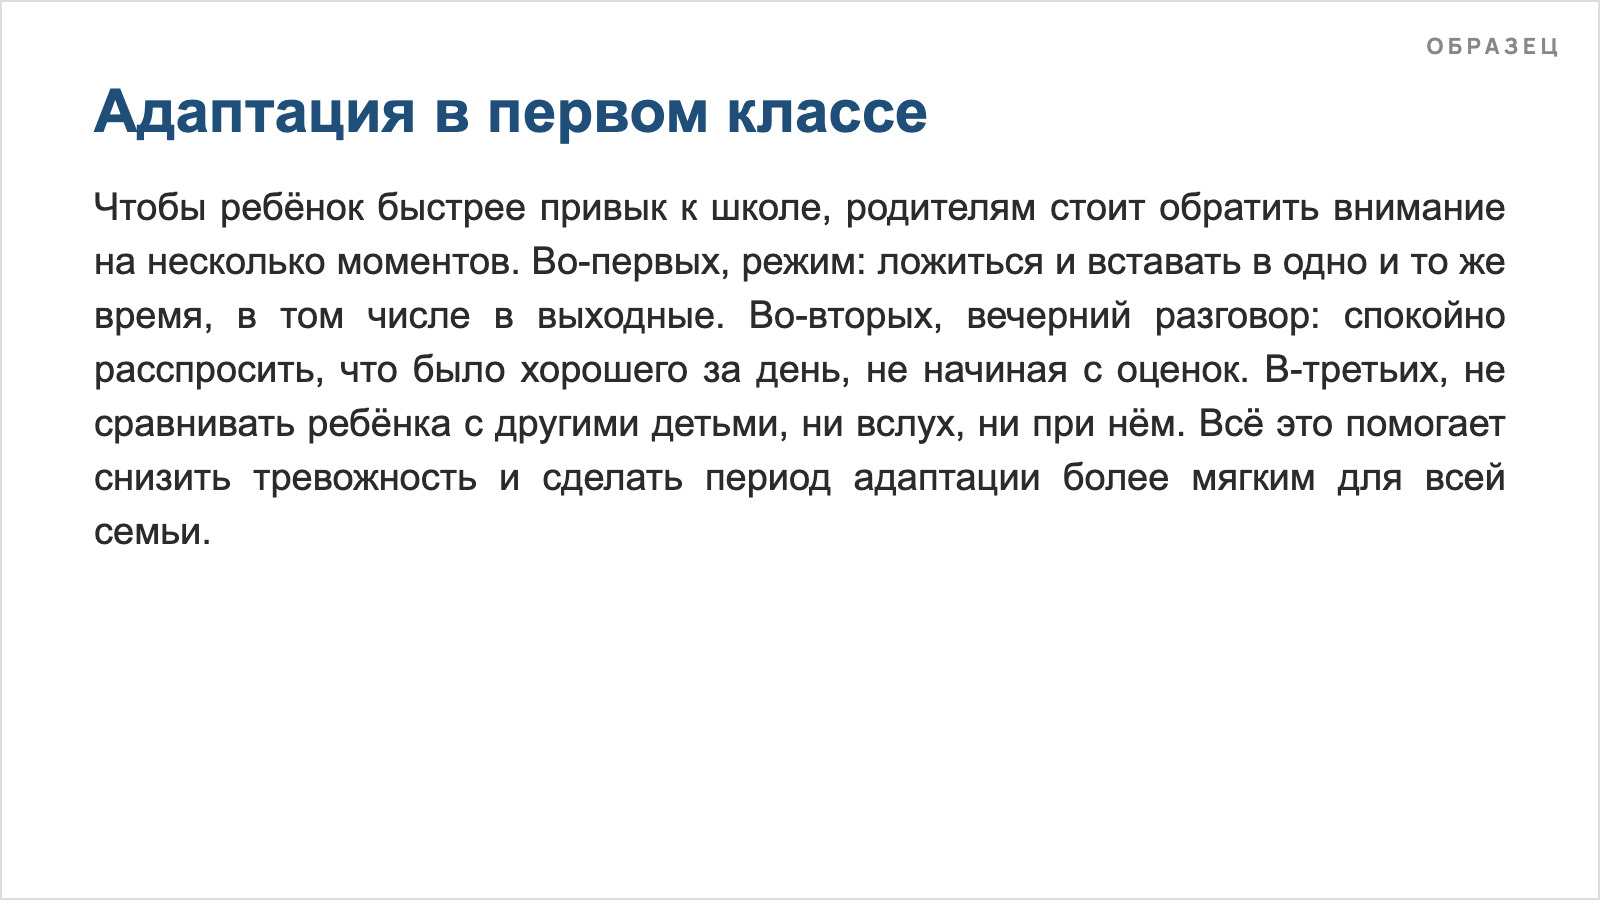 ОБРАЗЕЦ
Адаптация в первом классе
Чтобы ребёнок быстрее привык к школе, родителям стоит обратить внимание
на несколько моментов. Во-первых, режим: ложиться и вставать в одно и то же
время, в том числе в выходные. Во-вторых, вечерний разговор: спокойно
расспросить, что было хорошего за день, не начиная с оценок. В-третьих, не
сравнивать ребёнка с другими детьми, ни вслух, ни при нём. Всё это помогает
снизить тревожность и сделать период адаптации более мягким для всей
семьи.